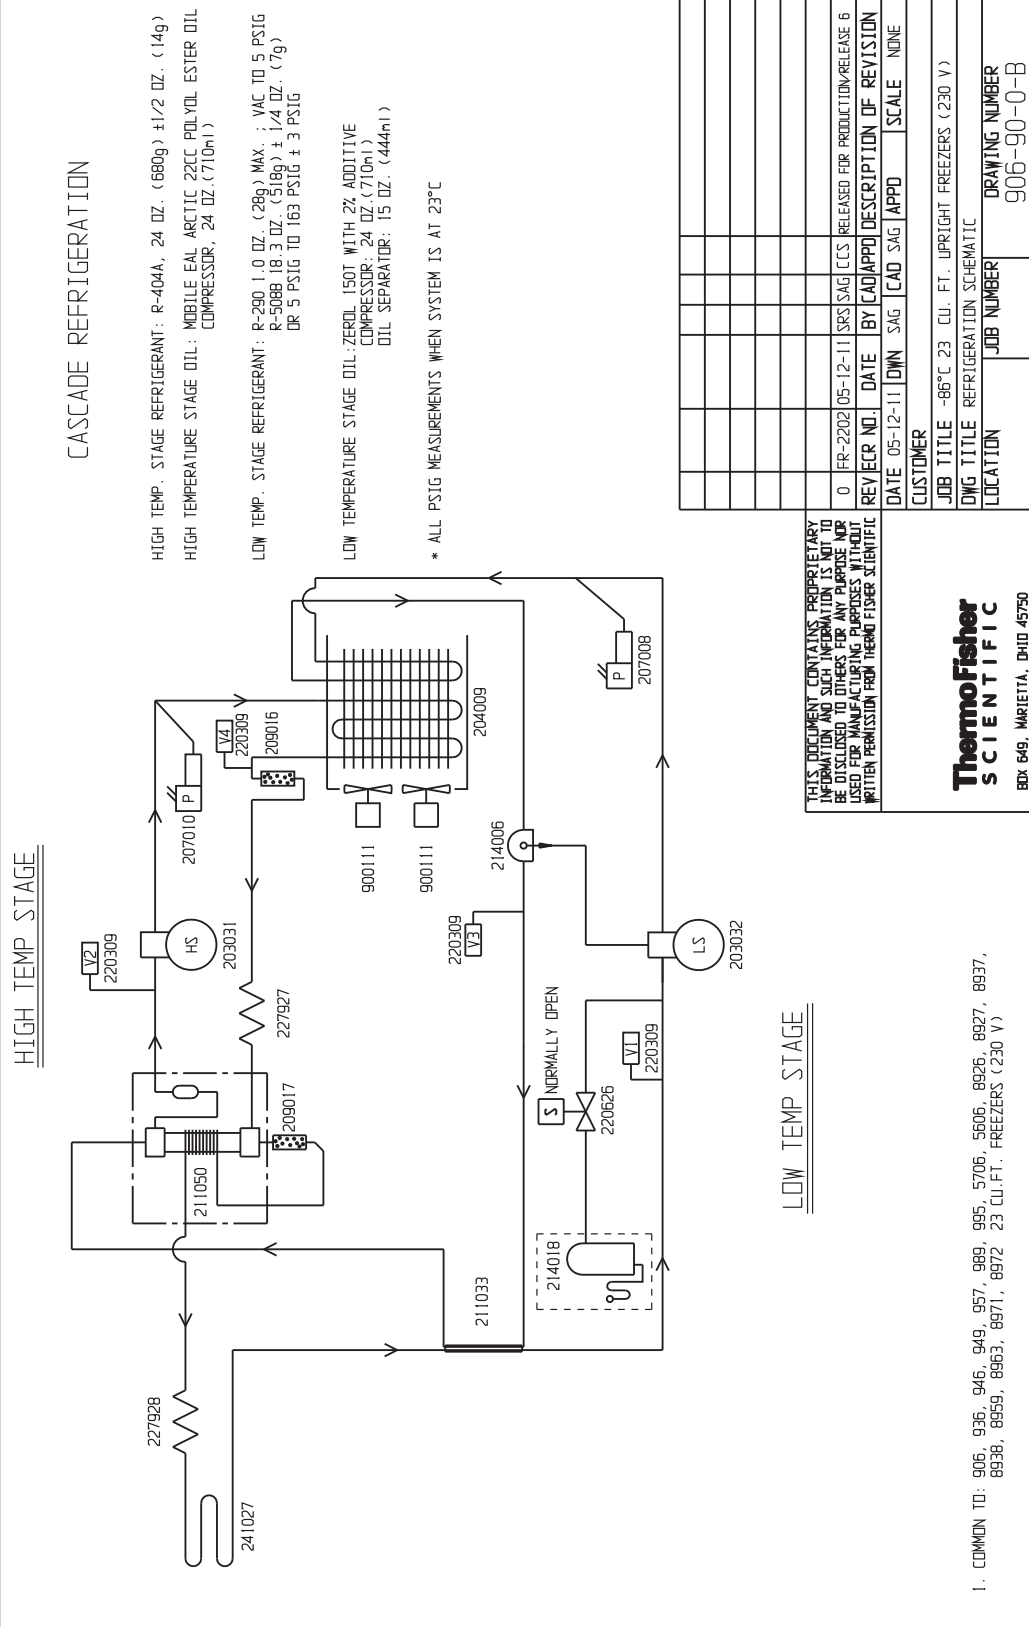 CASCADE REFRIGERATION
HIGH TEMP. STAGE REFRIGERANT: R-404A, 24 OZ. (680g) ±1/2 OZ. (14g)
HIGH TEMPERATURE STAGE OIL: MOBILE EAL ARCTIC 22CC POLYOL ESTER OIL
COMPRESSOR, 24 OZ.(710ml)
LOW TEMP. STAGE REFRIGERANT: R-290 1.0 OZ. (28g) MAX. ; VAC TO 5 PSIG
R-508B 18.3 OZ. (518g) ± 1/4 OZ. (7g)
OR 5 PSIG TO 163 PSIG ± 3 PSIG
LOW TEMPERATURE STAGE OIL:ZEROL 150T WITH 2% ADDITIVE
COMPRESSOR: 24 OZ.(710ml)
OIL SEPARATOR: 15 OZ. (444ml)
* ALL PSIG MEASUREMENTS WHEN SYSTEM IS AT 23°C
HIGH TEMP STAGE
V2
220309
HS
203031
P
207010
V4
220309
209016
227927
209017
211050
900111
900111
204009
214006
V3
220309
P
207008
LS
203032
S
NORMALLY OPEN
220626
V1
220309
214018
211033
227928
241027
LOW TEMP STAGE
1. COMMON TO: 906, 936, 946, 949, 957, 989, 995, 5706, 5606, 8926, 8927, 8937,
8938, 8959, 8963, 8971, 8972 23 CU.FT. FREEZERS (230 V)
THIS DOCUMENT CONTAINS PROPRIETARY
INFORMATION AND SUCH INFORMATION IS NOT TO
BE DISCLOSED TO OTHERS FOR ANY PURPOSE NOR
USED FOR MANUFACTURING PURPOSES WITHOUT
WRITTEN PERMISSION FROM THERMO FISHER SCIENTIFIC
ThermoFisher
SCIENTIFIC
BOX 649, MARIETTA, OHIO 45750
0 FR-2202 05-12-11 SRS SAG CCS RELEASED FOR PRODUCTION/RELEASE 6
REV ECR NO. DATE BY CAD APPD DESCRIPTION OF REVISION
DATE 05-12-11 DWN SAG CAD SAG APPD SCALE NONE
CUSTOMER
JOB TITLE -86°C 23 CU. FT. UPRIGHT FREEZERS (230 V)
DWG TITLE REFRIGERATION SCHEMATIC
LOCATION JOB NUMBER DRAWING NUMBER
906-90-0-B